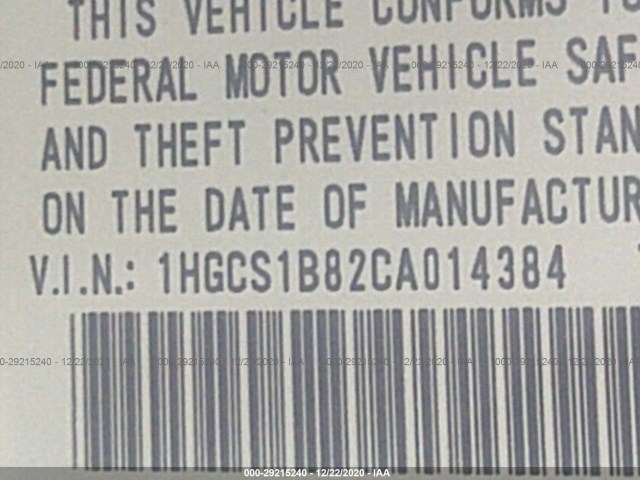 THIS VEHICLE CONFORMS TO
FEDERAL MOTOR VEHICLE SAF
AND THEFT PREVENTION STAN
ON THE DATE OF MANUFACTUR
V.I.N.: 1HGCS1B82CA014384
000-29215240 - 12/22/2020 - IAA